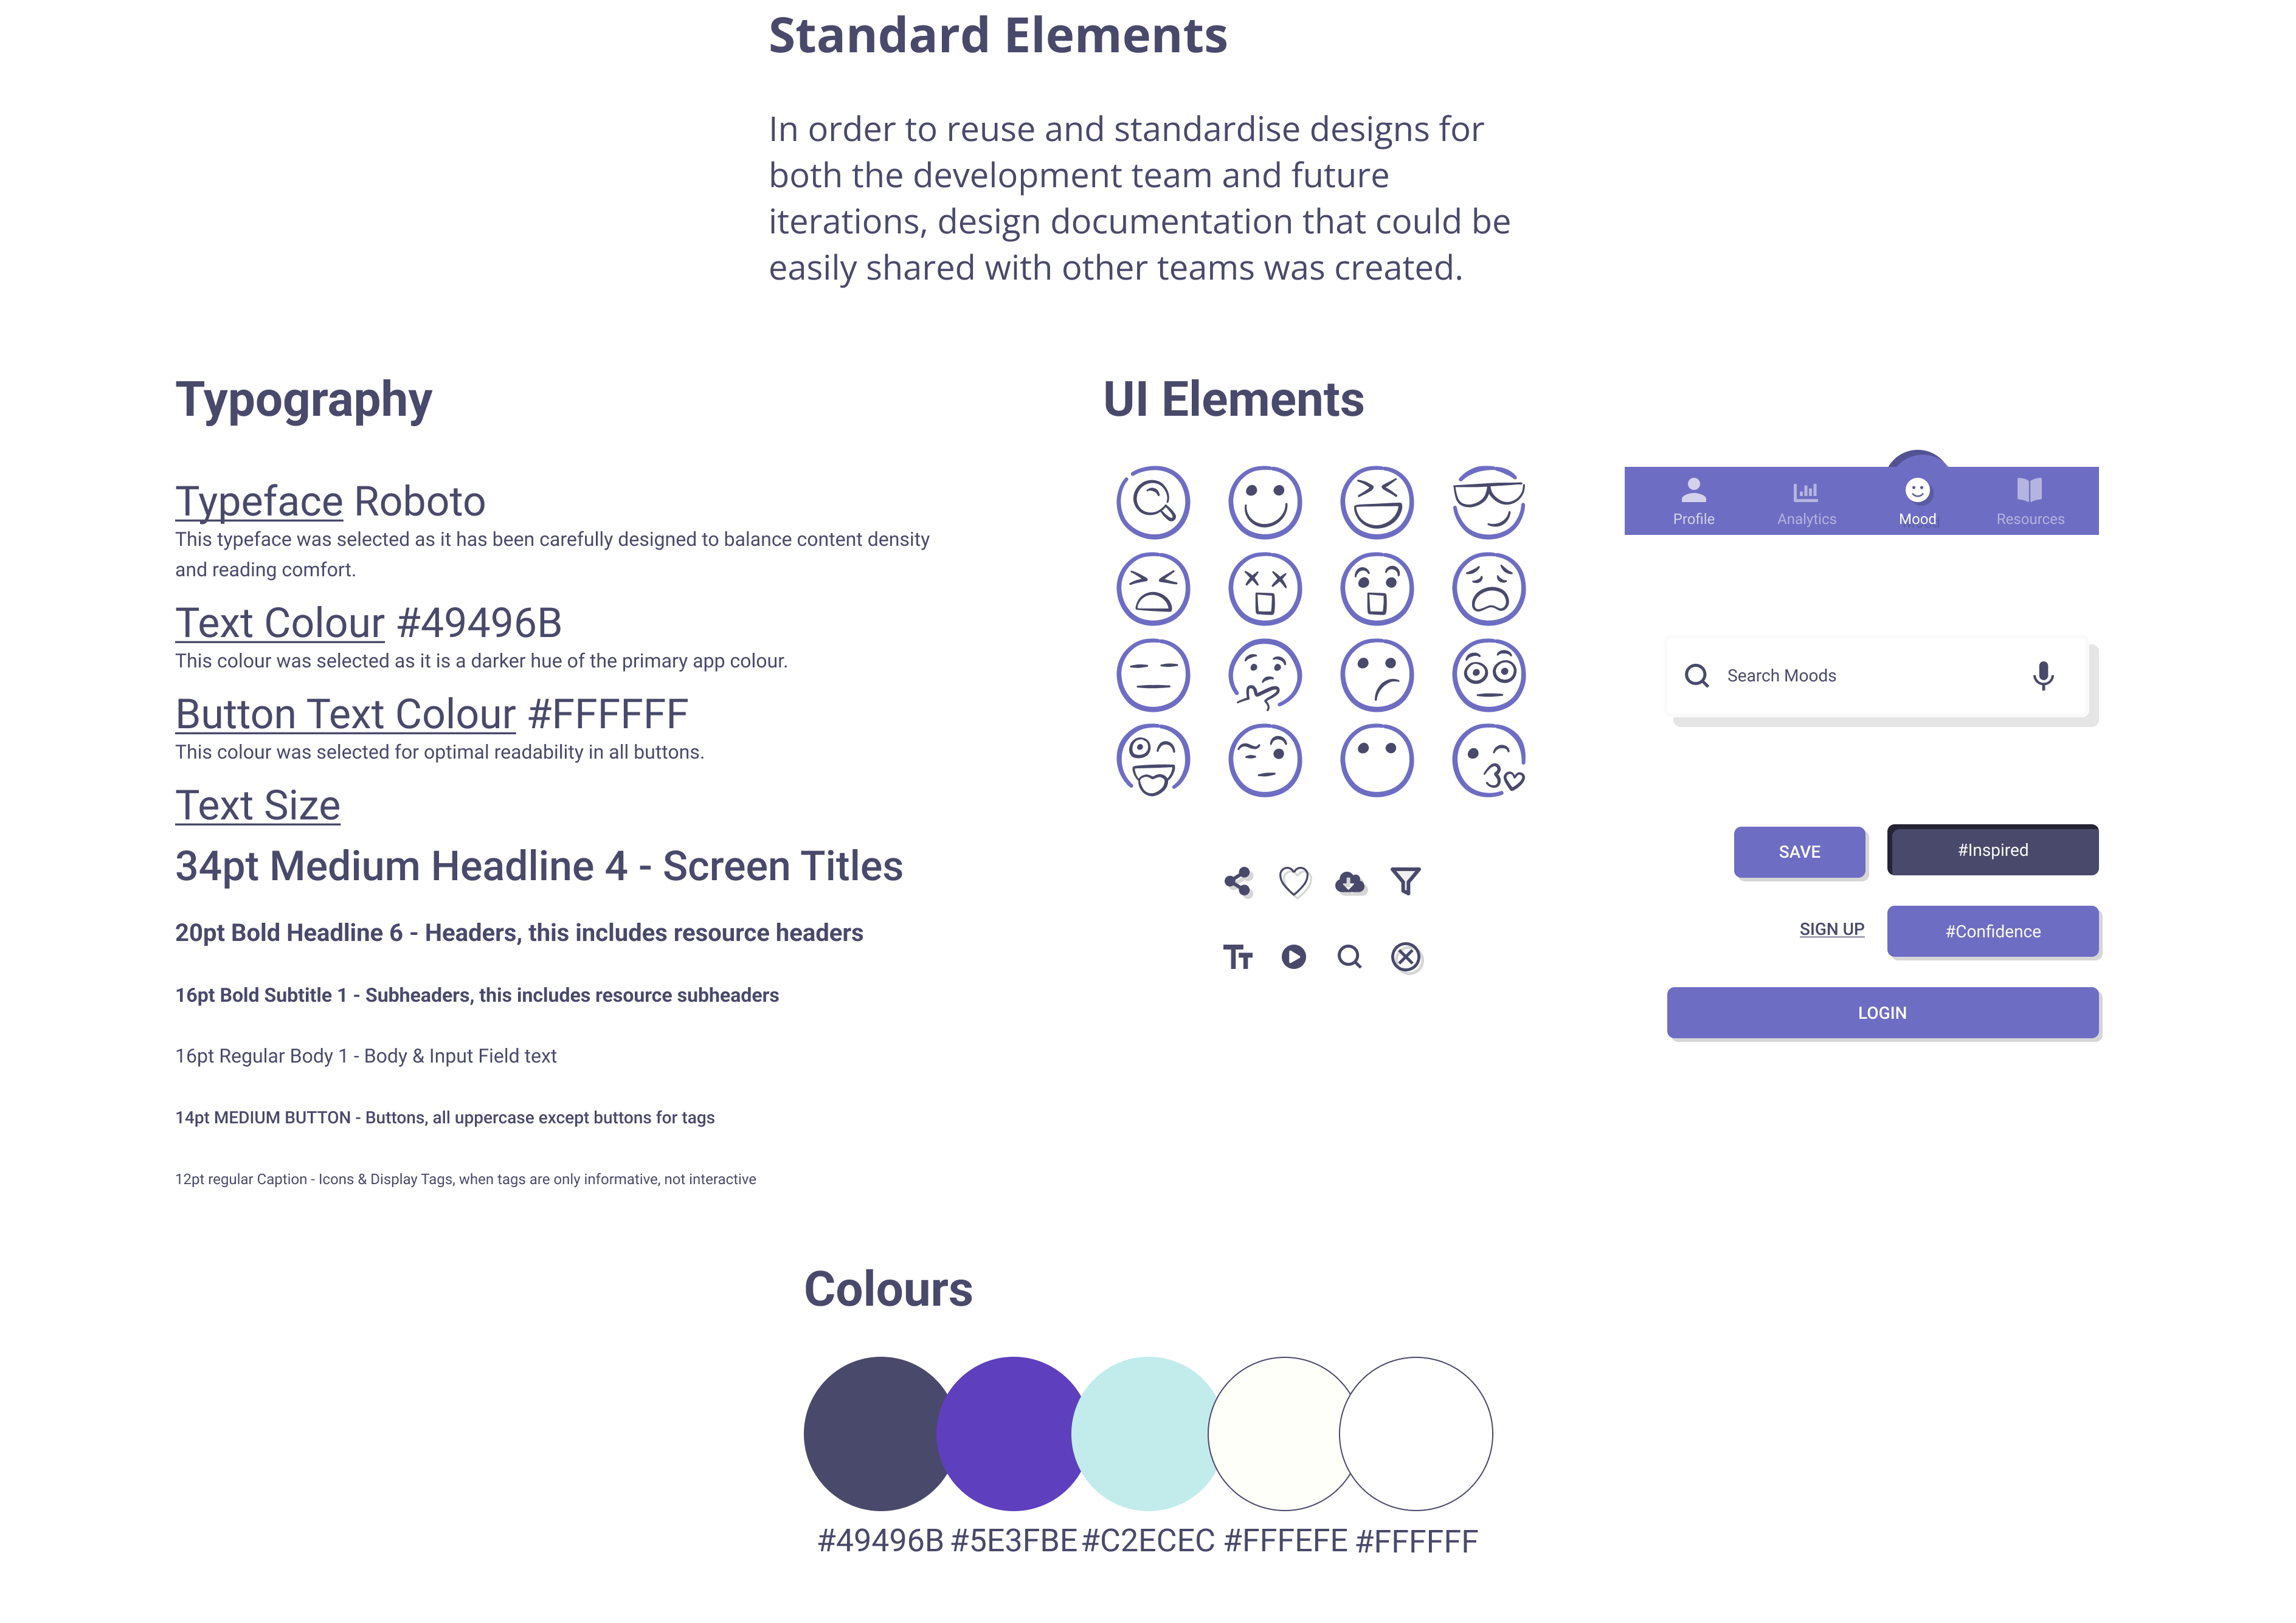 Standard Elements
In order to reuse and standardise designs for
both the development team and future
iterations, design documentation that could be
easily shared with other teams was created.
Typography
Typeface Roboto
This typeface was selected as it has been carefully designed to balance content density
and reading comfort.
Text Colour #49496B
This colour was selected as it is a darker hue of the primary app colour.
Button Text Colour #FFFFFF
This colour was selected for optimal readability in all buttons.
Text Size
34pt Medium Headline 4 - Screen Titles
20pt Bold Headline 6 - Headers, this includes resource headers
16pt Bold Subtitle 1 - Subheaders, this includes resource subheaders
16pt Regular Body 1 - Body & Input Field text
14pt MEDIUM BUTTON - Buttons, all uppercase except buttons for tags
12pt regular Caption - Icons & Display Tags, when tags are only informative, not interactive
UI Elements
Tт
Profile Analytics Mood Resources
Search Moods
SAVE #Inspired
SIGN UP #Confidence
LOGIN
Colours
#49496B #5E3FBE #C2ECEC #FFFEFE #FFFFFF